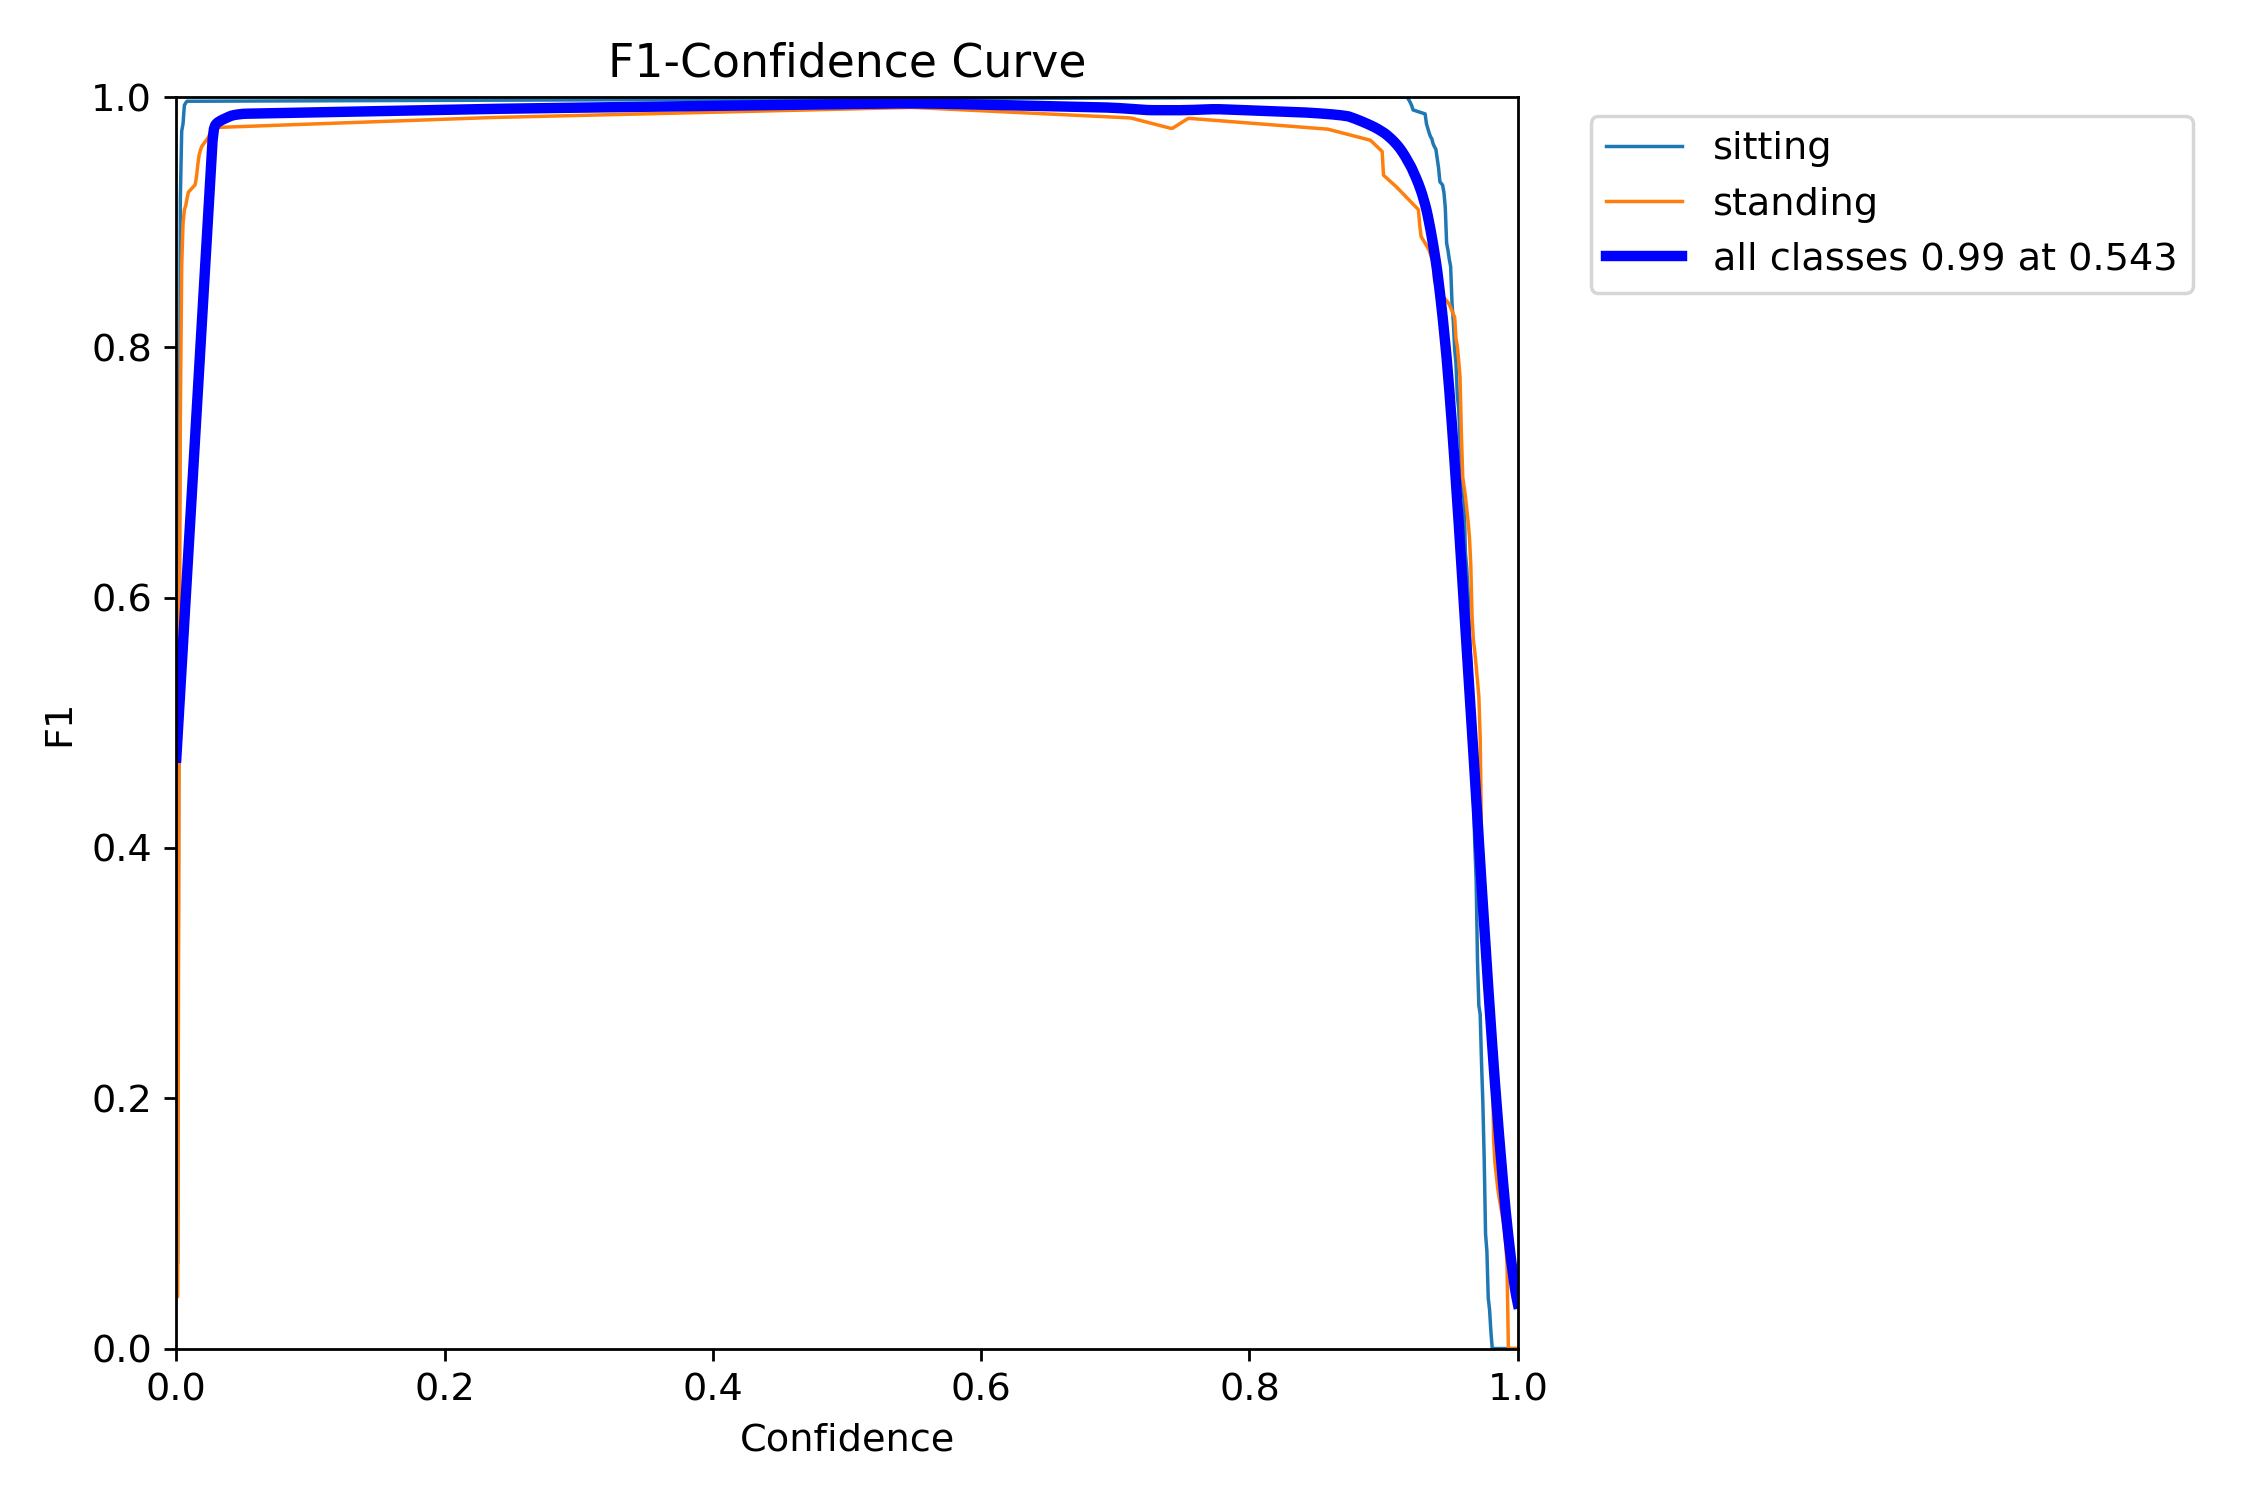 F1-Confidence Curve
1.0
0.8
0.6
0.4
0.2
0.0
F1
0.0 0.2 0.4 0.6 0.8 1.0
Confidence
sitting
standing
all classes 0.99 at 0.543